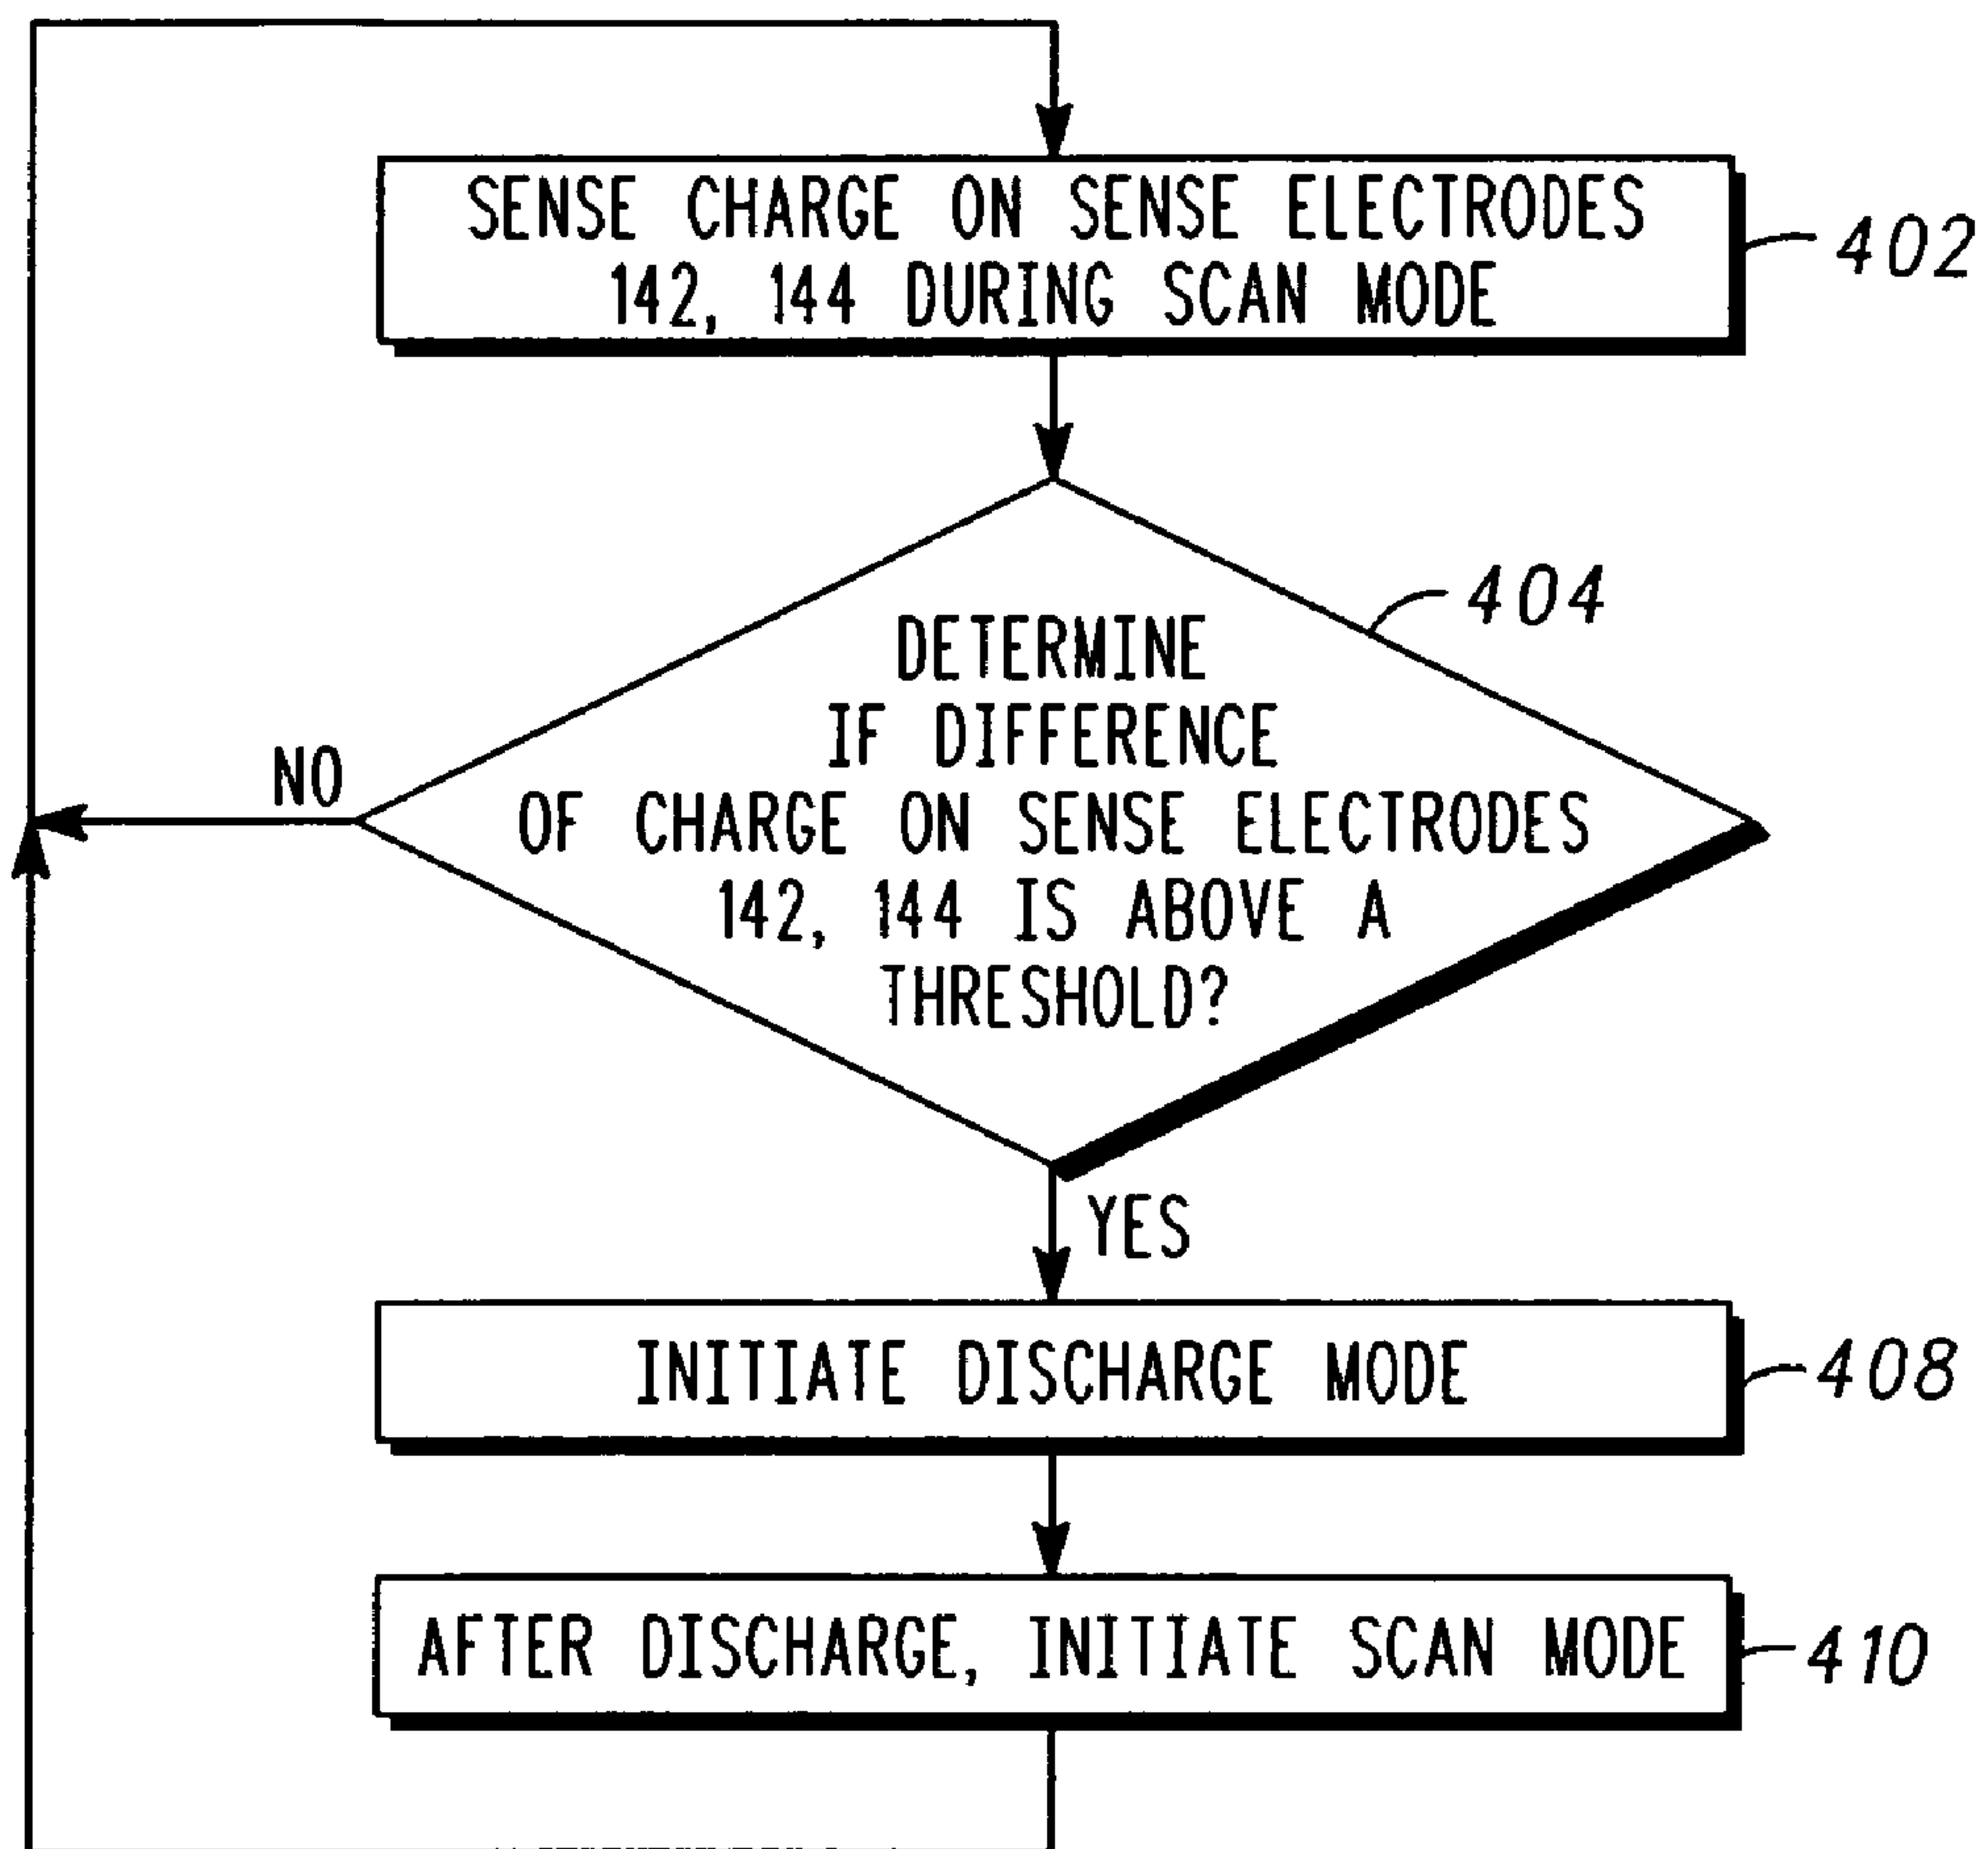 SENSE CHARGE ON SENSE ELECTRODES
142, 144 DURING SCAN MODE
402
404
DETERMINE
IF DIFFERENCE
OF CHARGE ON SENSE ELECTRODES
142, 144 IS ABOVE A
THRESHOLD?
NO
YES
INITIATE DISCHARGE MODE
408
AFTER DISCHARGE, INITIATE SCAN MODE
410